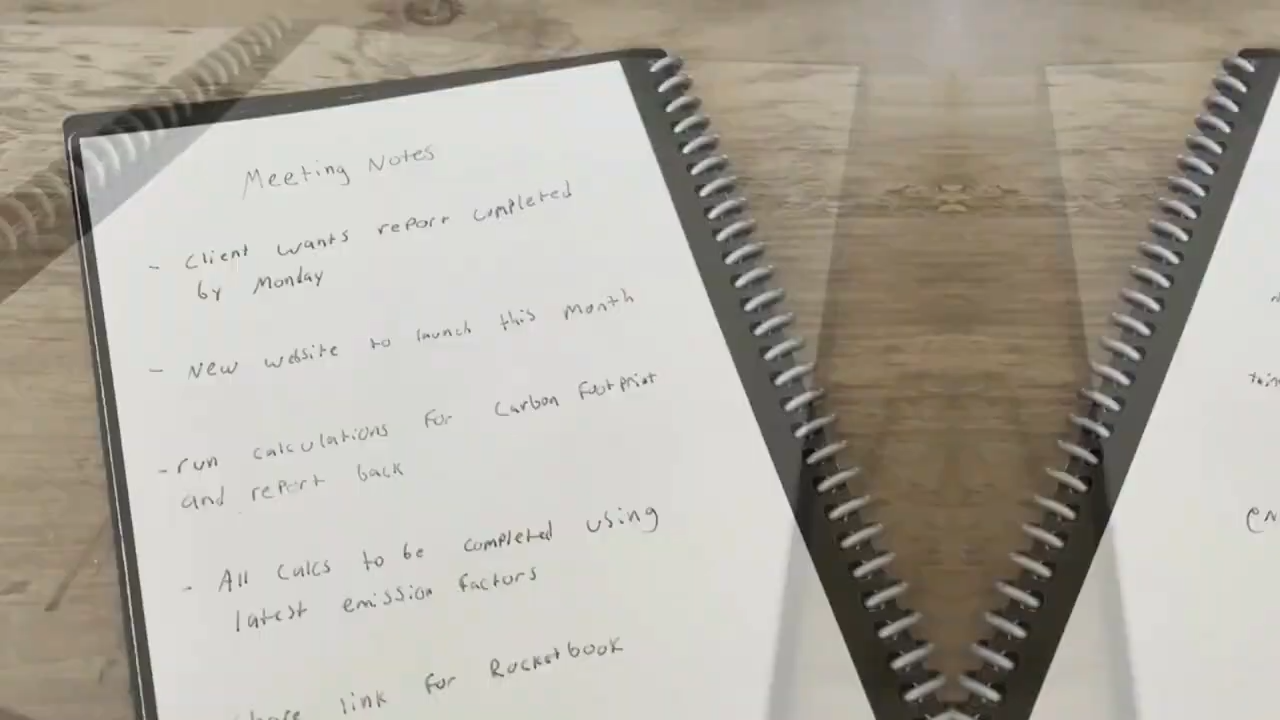 Meeting Notes
- Client wants report completed
by Monday
- New website to launch this month
- run calculations for Carbon footprint
and report back
- All calcs to be completed using
latest emission factors
share link for Rocketbook